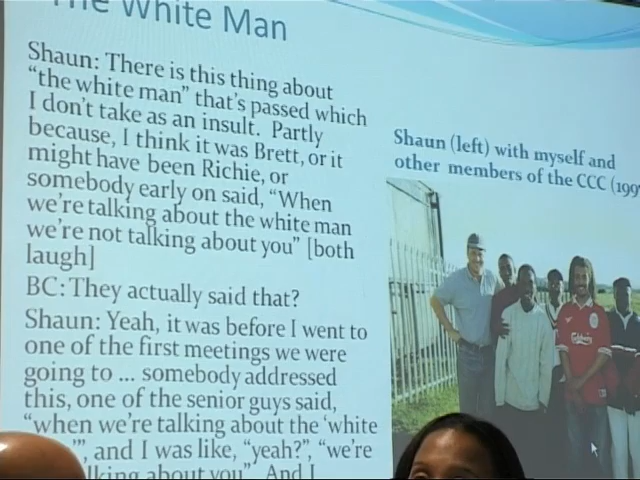 The White Man
Shaun: There is this thing about
"the white man" that's passed which
I don't take as an insult. Partly
because, I think it was Brett, or it
might have been Richie, or
somebody early on said, "When
we're talking about the white man
we're not talking about you" [both
laugh]
BC: They actually said that?
Shaun: Yeah, it was before I went to
one of the first meetings we were
going to ... somebody addressed
this, one of the senior guys said,
"when we're talking about the 'white
'", and I was like, "yeah?", "we're
lking about you". And I
Shaun (left) with myself and
other members of the CCC (199
Carlsberg